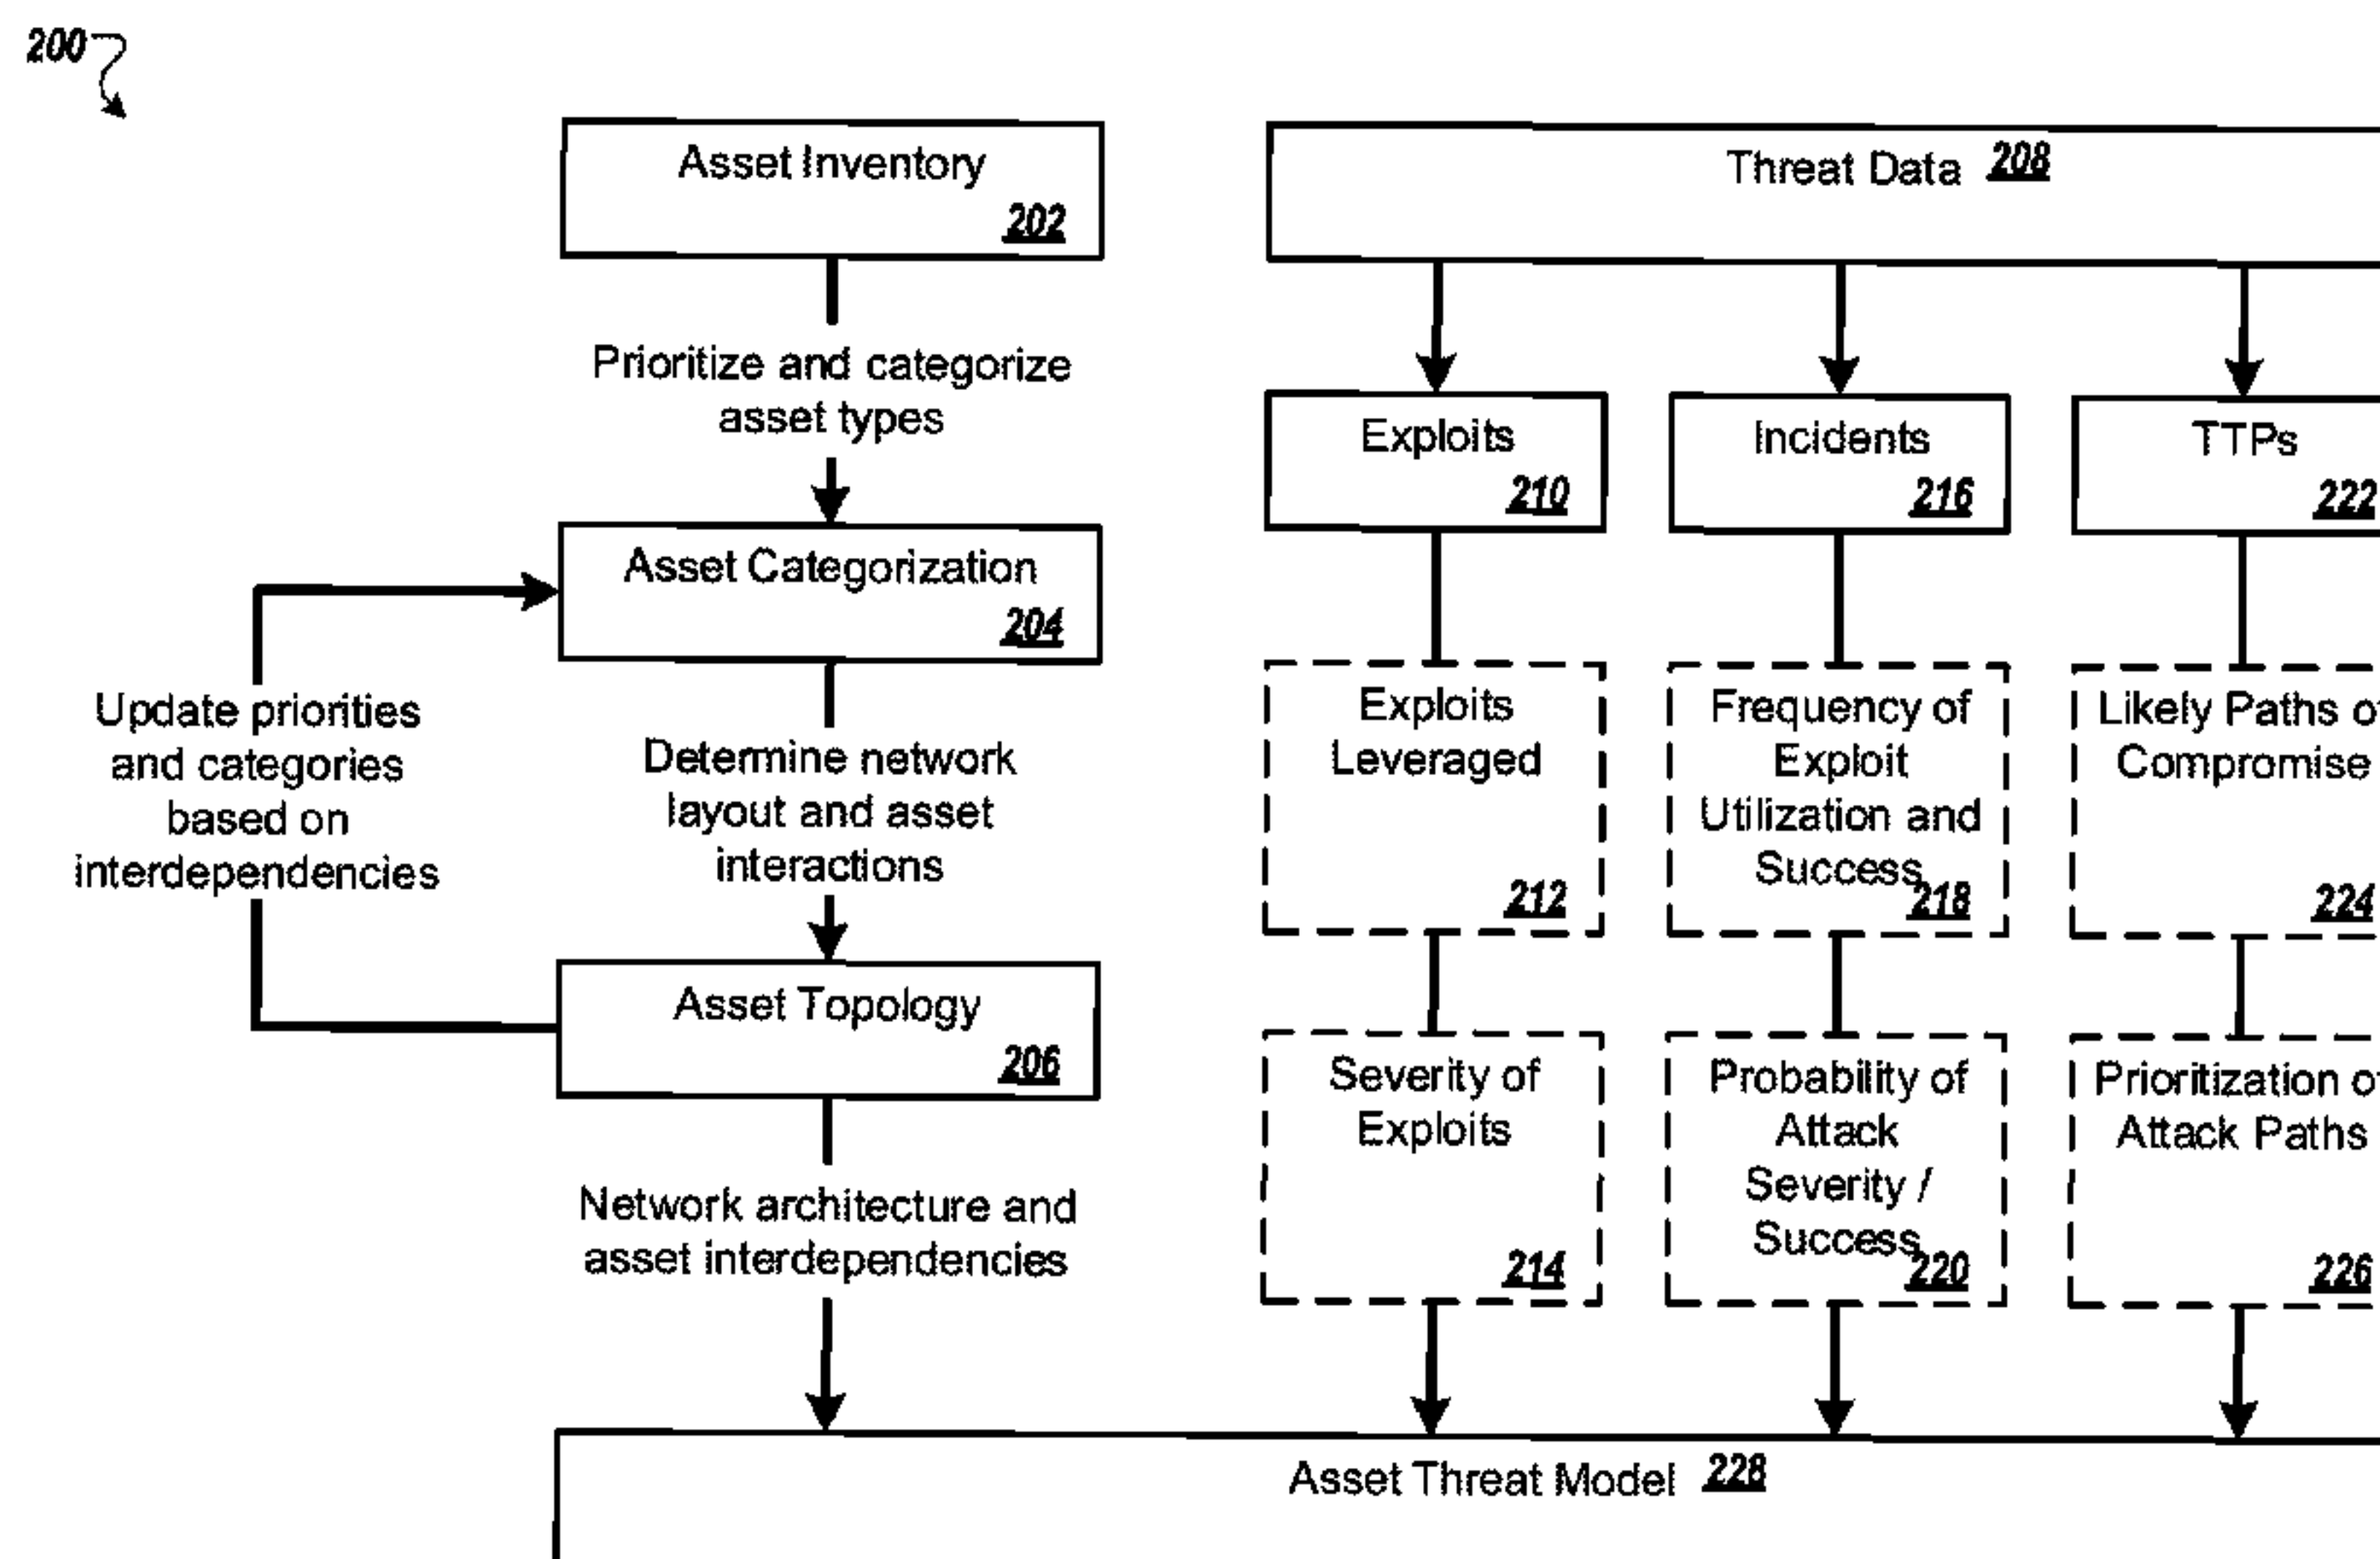 200
Asset Inventory
202
Prioritize and categorize
asset types
Asset Categorization
204
Update priorities
and categories
based on
interdependencies
Determine network
layout and asset
interactions
Asset Topology
206
Network architecture and
asset interdependencies
Threat Data 208
Exploits
210
Incidents
216
TTPs
222
Exploits
Leveraged
212
Frequency of
Exploit
Utilization and
Success
218
Likely Paths of
Compromise
224
Severity of
Exploits
214
Probability of
Attack
Severity /
Success
220
Prioritization of
Attack Paths
226
Asset Threat Model 228